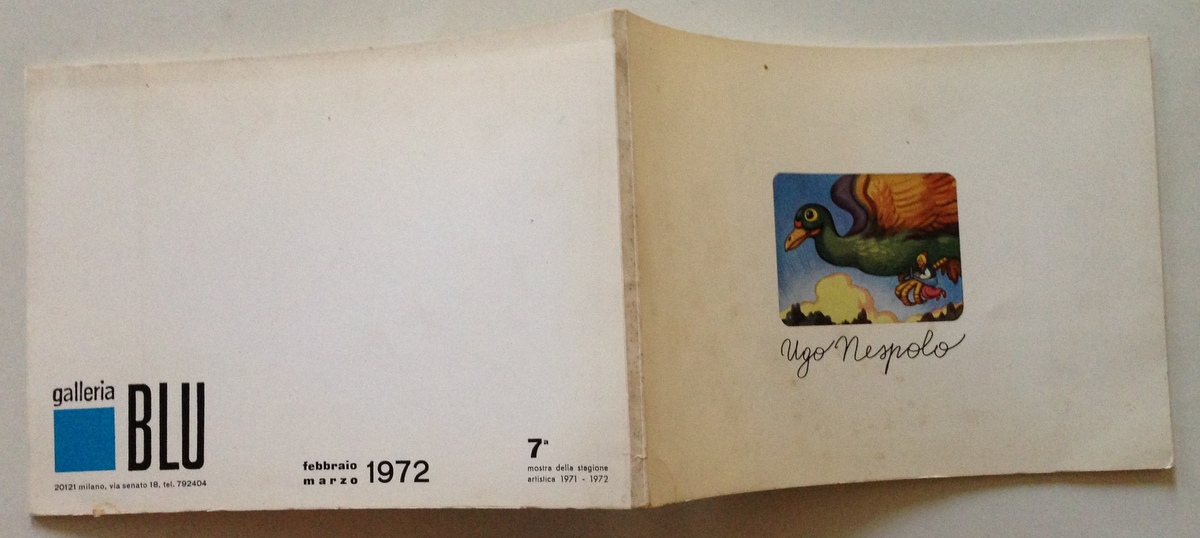 galleria
BLU
20121 milano, via senato 18, tel. 792404
febbraio
marzo
1972
7ª
mostra della stagione
artistica 1971 - 1972
Ugo Nespolo